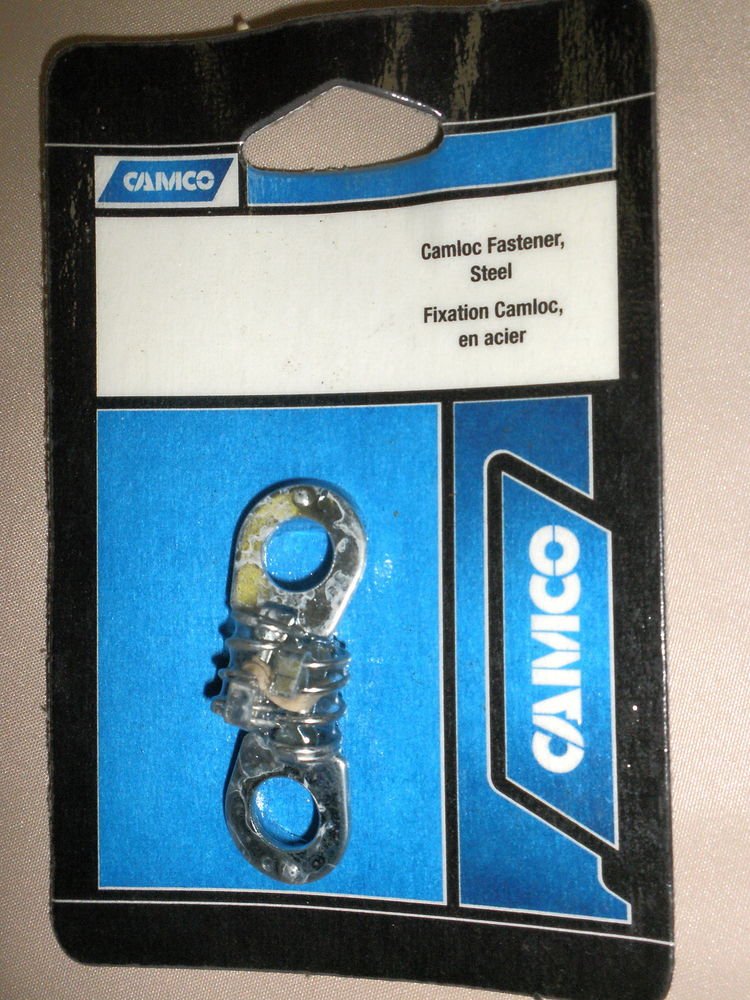 CAMCO
Camloc Fastener,
Steel
Fixation Camloc,
en acier
CAMCO